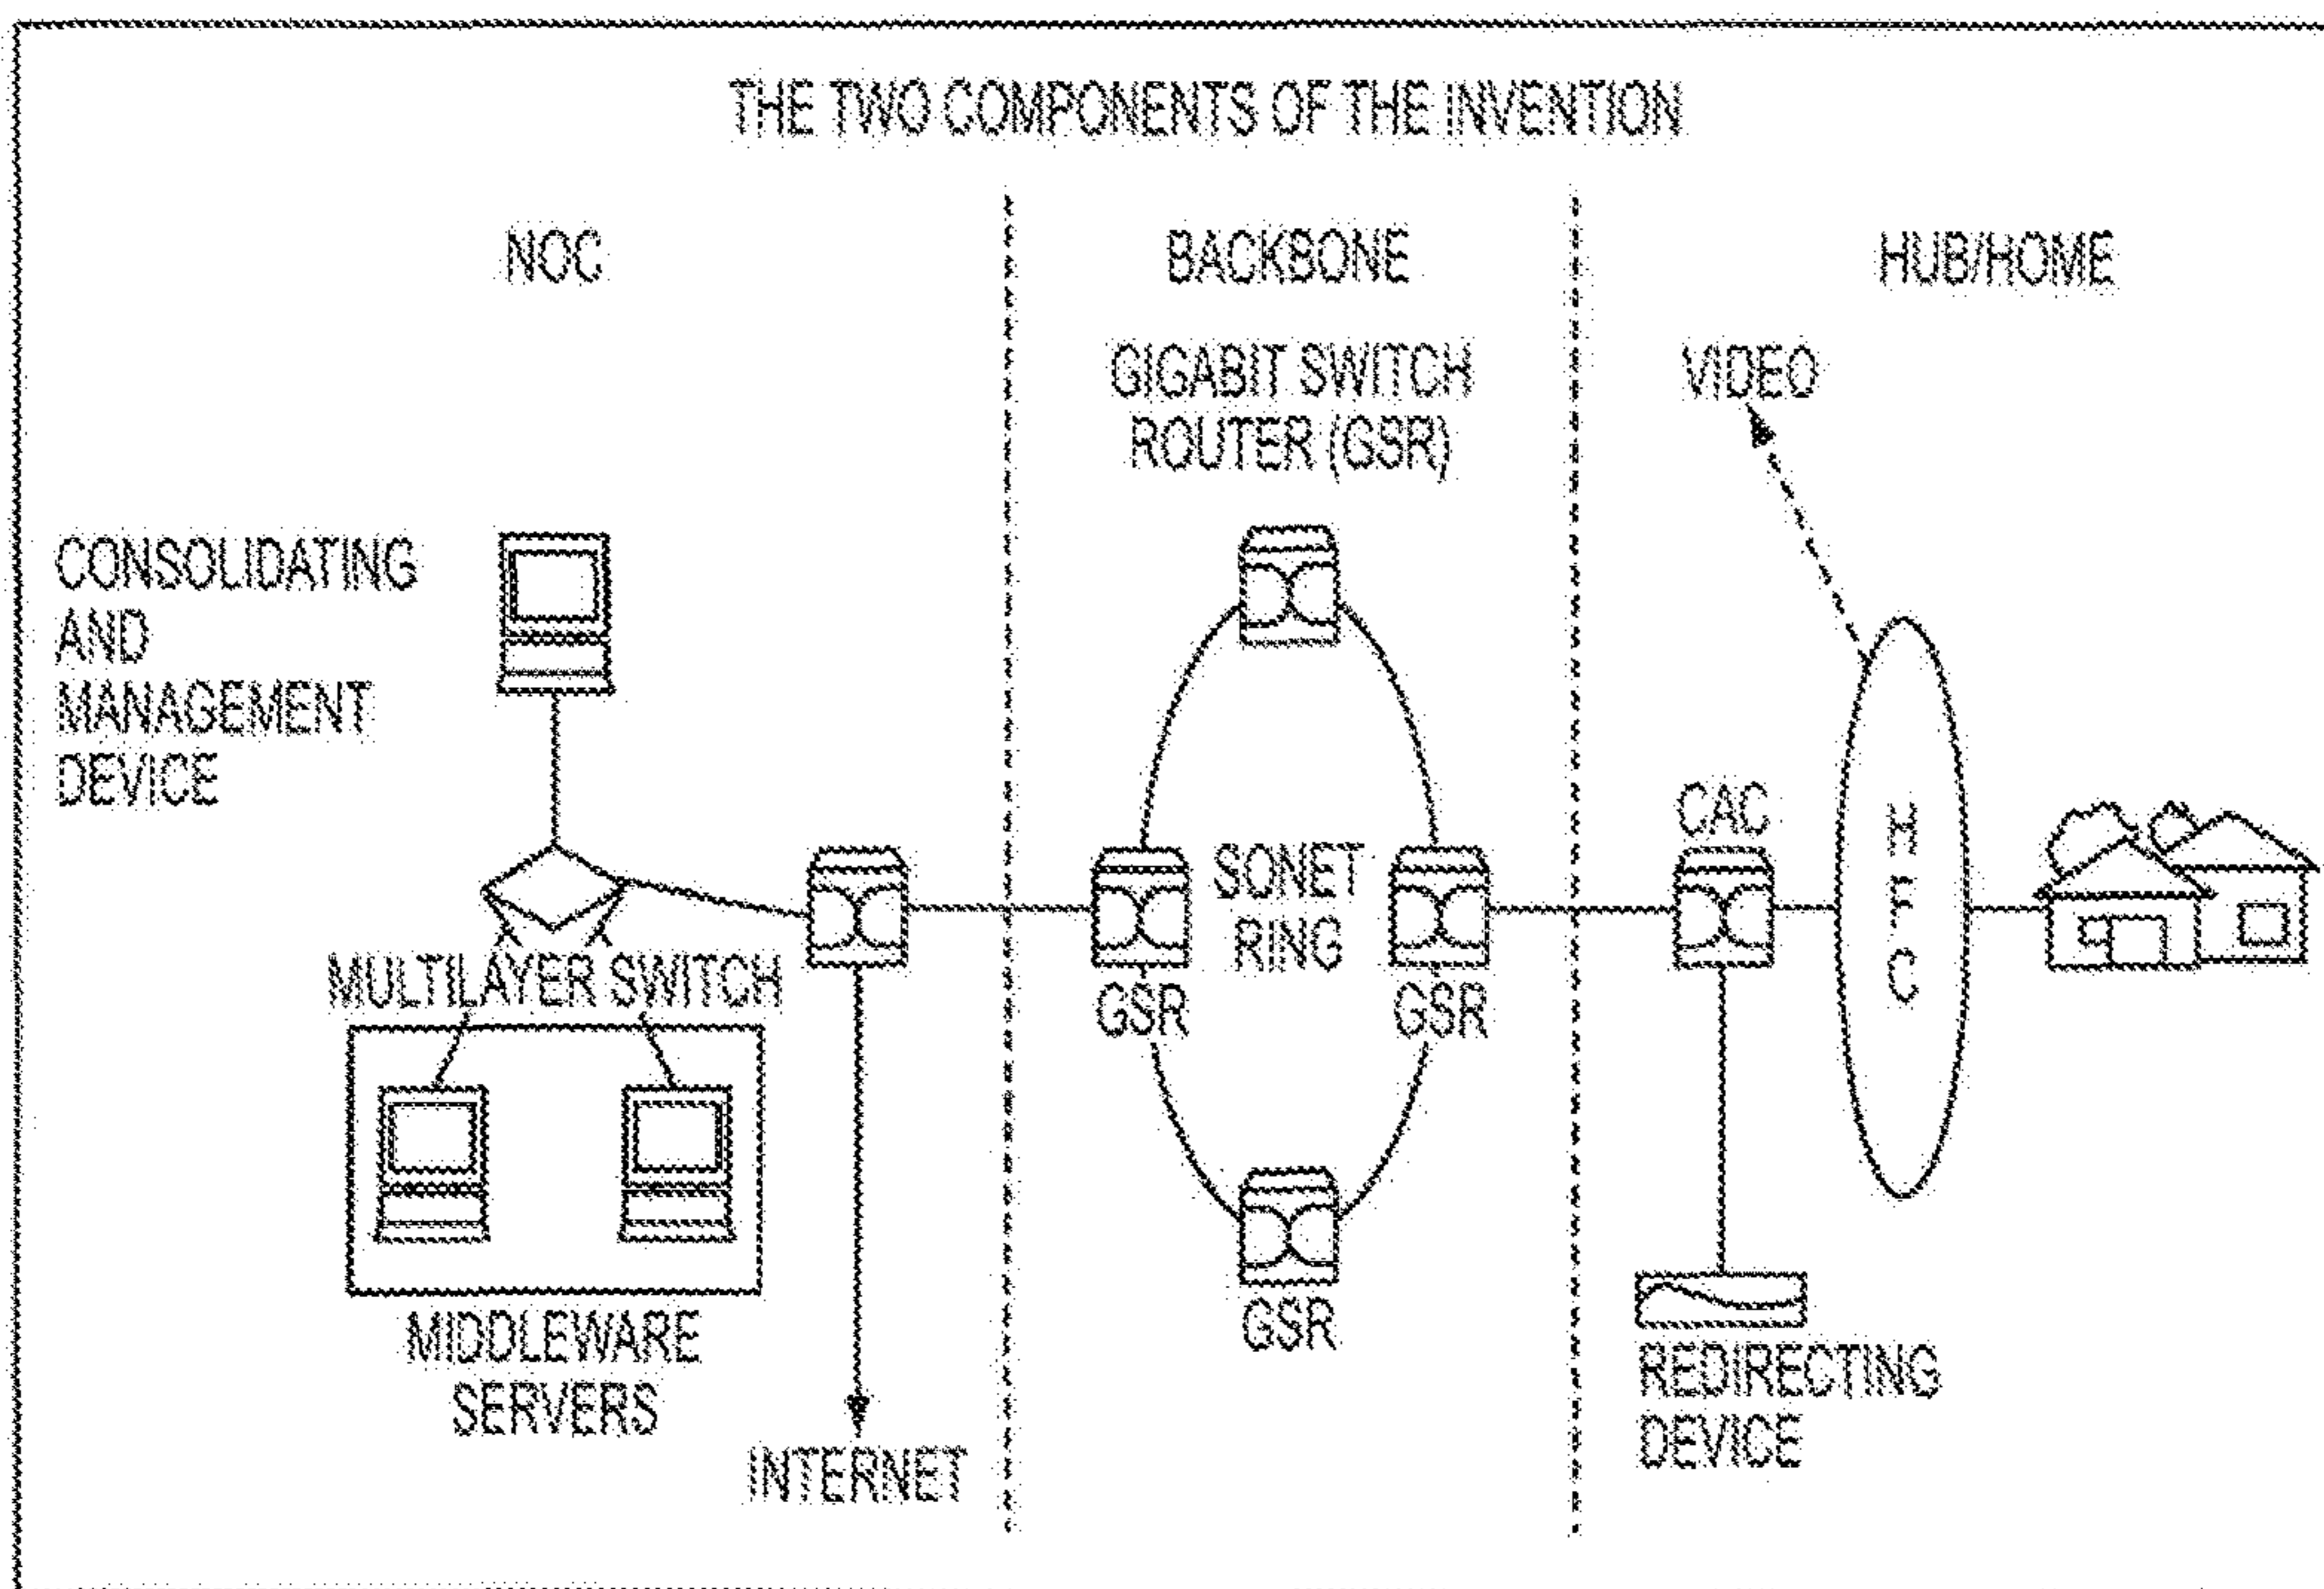 THE TWO COMPONENTS OF THE INVENTION
NOC
BACKBONE
HUB/HOME
GIGABIT SWITCH
ROUTER (GSR)
VIDEO
CONSOLIDATING
AND
MANAGEMENT
DEVICE
MULTILAYER SWITCH
MIDDLEWARE
SERVERS
INTERNET
SONET
RING
GSR
GSR
GSR
CAC
H
F
C
REDIRECTING
DEVICE